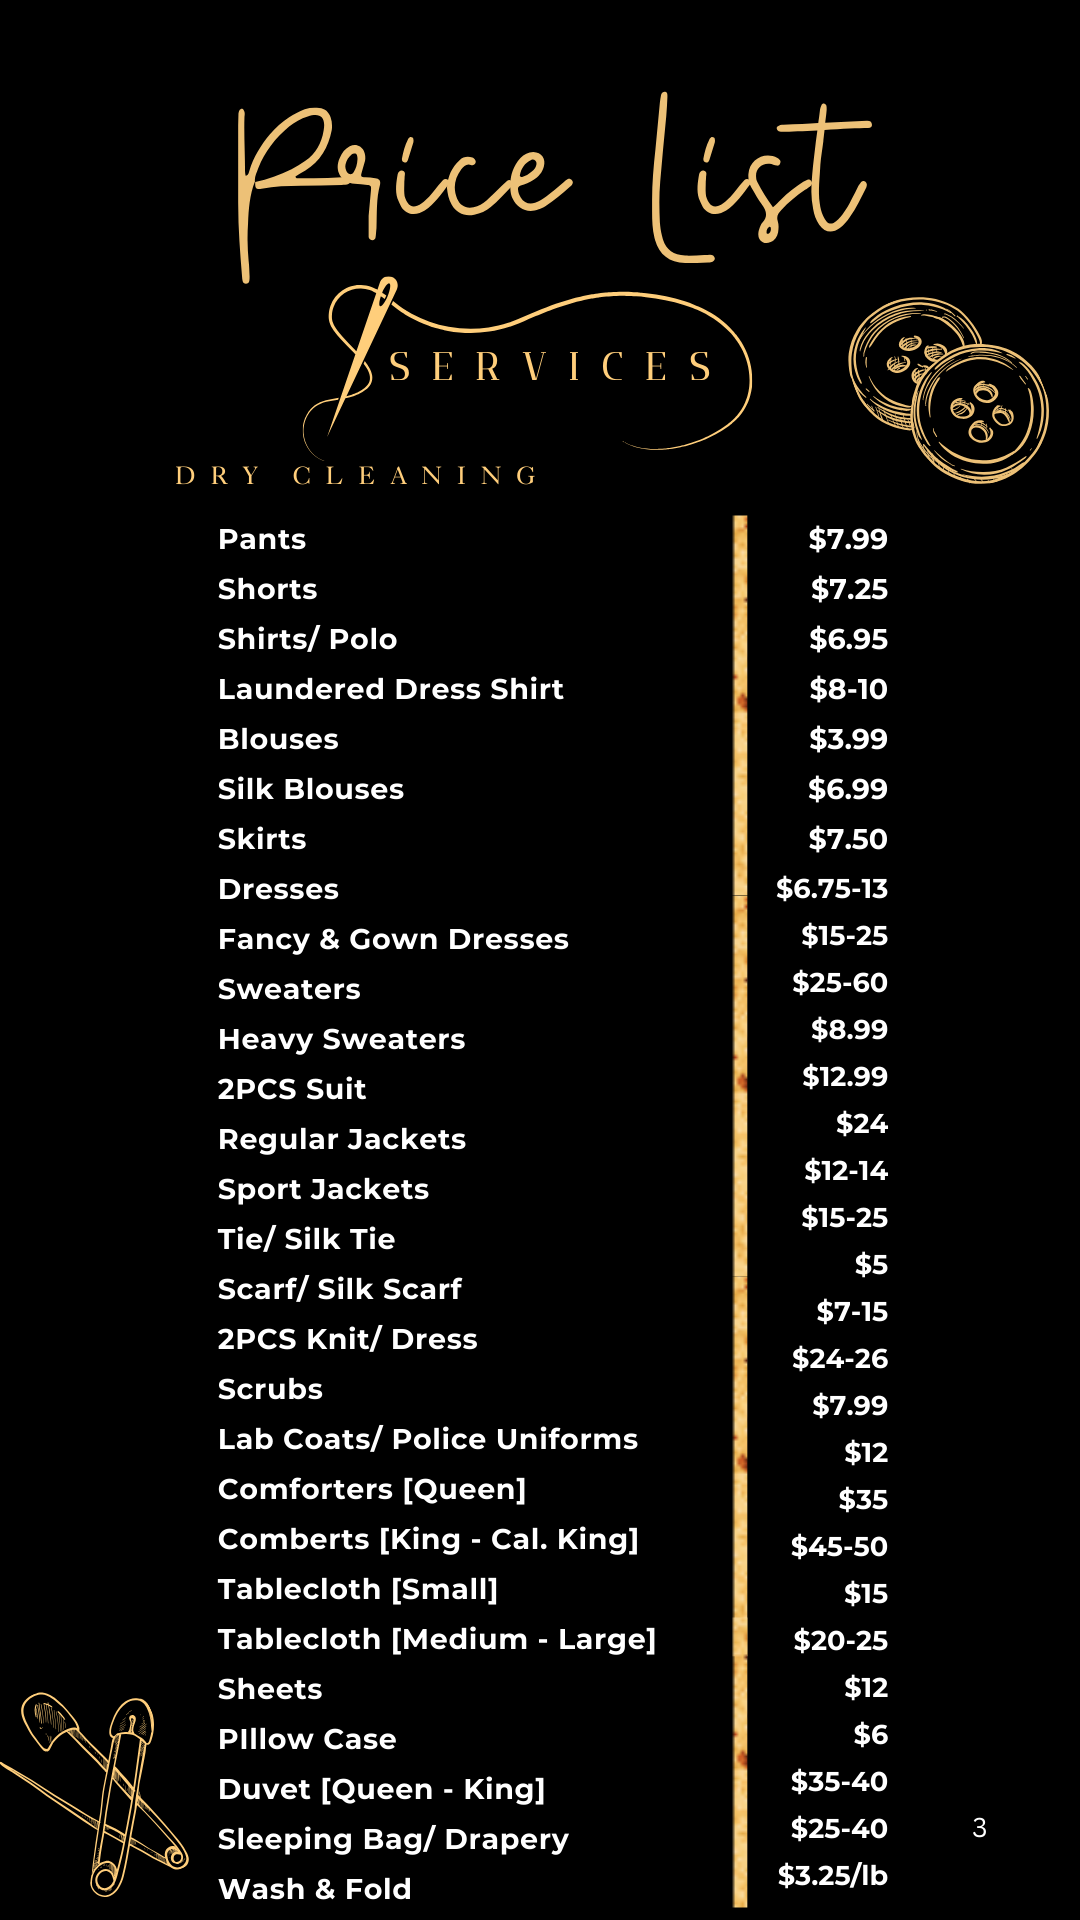 Price List
SERVICES
DRY CLEANING
Pants
Shorts
Shirts/ Polo
Laundered Dress Shirt
Blouses
Silk Blouses
Skirts
Dresses
Fancy & Gown Dresses
Sweaters
Heavy Sweaters
2PCS Suit
Regular Jackets
Sport Jackets
Tie/ Silk Tie
Scarf/ Silk Scarf
2PCS Knit/ Dress
Scrubs
Lab Coats/ Police Uniforms
Comforters [Queen]
Comberts [King - Cal. King]
Tablecloth [Small]
Tablecloth [Medium - Large]
Sheets
PIllow Case
Duvet [Queen - King]
Sleeping Bag/ Drapery
Wash & Fold
$7.99
$7.25
$6.95
$8-10
$3.99
$6.99
$7.50
$6.75-13
$15-25
$25-60
$8.99
$12.99
$24
$12-14
$15-25
$5
$7-15
$24-26
$7.99
$12
$35
$45-50
$15
$20-25
$12
$6
$35-40
$25-40
$3.25/lb
3